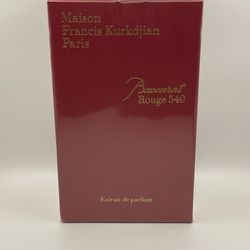 Maison
Francis Kurkdjian
Paris
Baccarat
Rouge 540
Extrait de parfum